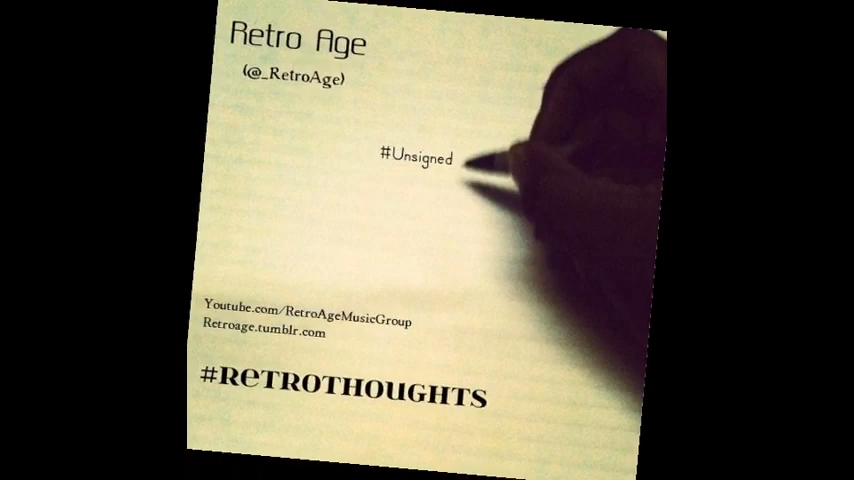 Retro Age
(@_RetroAge)
#Unsigned
Youtube.com/RetroAgeMusicGroup
Retroage.tumblr.com
#RETROTHOUGHTS